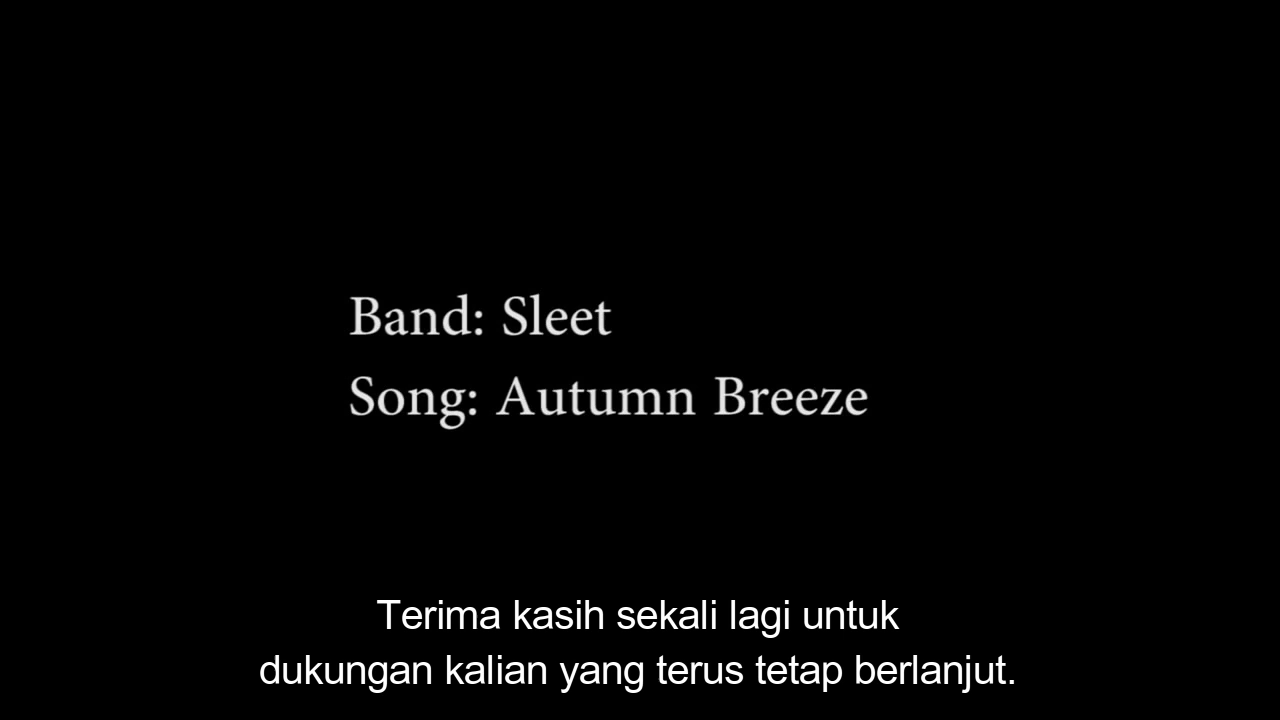 Band: Sleet
Song: Autumn Breeze
Terima kasih sekali lagi untuk
dukungan kalian yang terus tetap berlanjut.